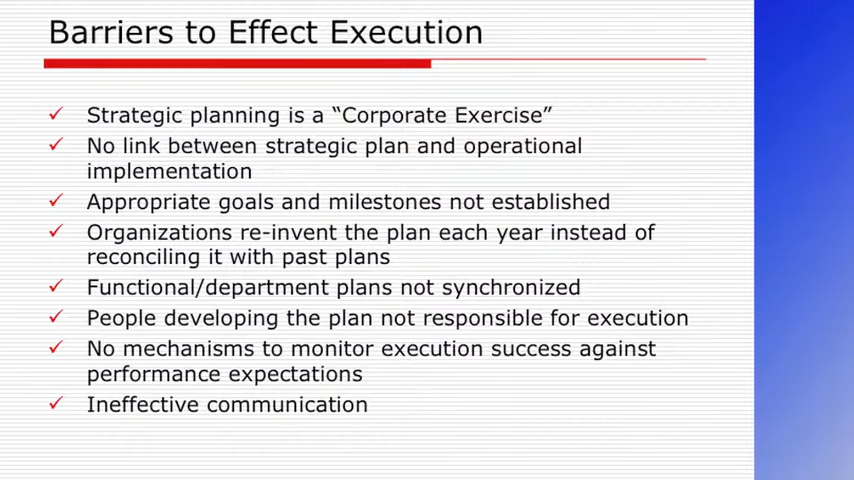 Barriers to Effect Execution
✓ Strategic planning is a “Corporate Exercise”
✓ No link between strategic plan and operational
implementation
✓ Appropriate goals and milestones not established
✓ Organizations re-invent the plan each year instead of
reconciling it with past plans
✓ Functional/department plans not synchronized
✓ People developing the plan not responsible for execution
✓ No mechanisms to monitor execution success against
performance expectations
✓ Ineffective communication